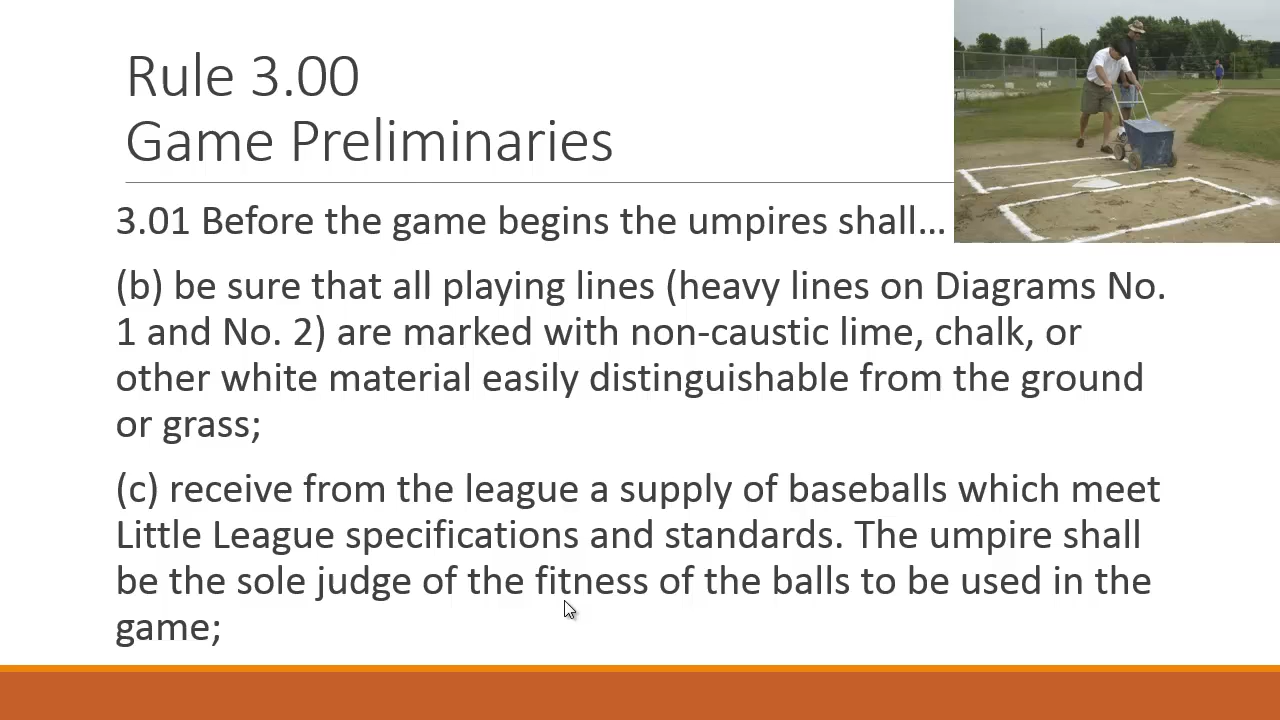 Rule 3.00
Game Preliminaries
3.01 Before the game begins the umpires shall…
(b) be sure that all playing lines (heavy lines on Diagrams No.
1 and No. 2) are marked with non-caustic lime, chalk, or
other white material easily distinguishable from the ground
or grass;
(c) receive from the league a supply of baseballs which meet
Little League specifications and standards. The umpire shall
be the sole judge of the fitness of the balls to be used in the
game;